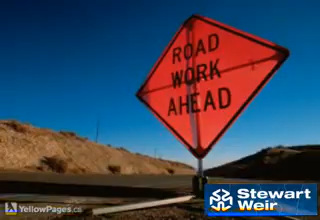 ROAD
WORK
AHEAD
Stewart
Weir
YellowPages.ca